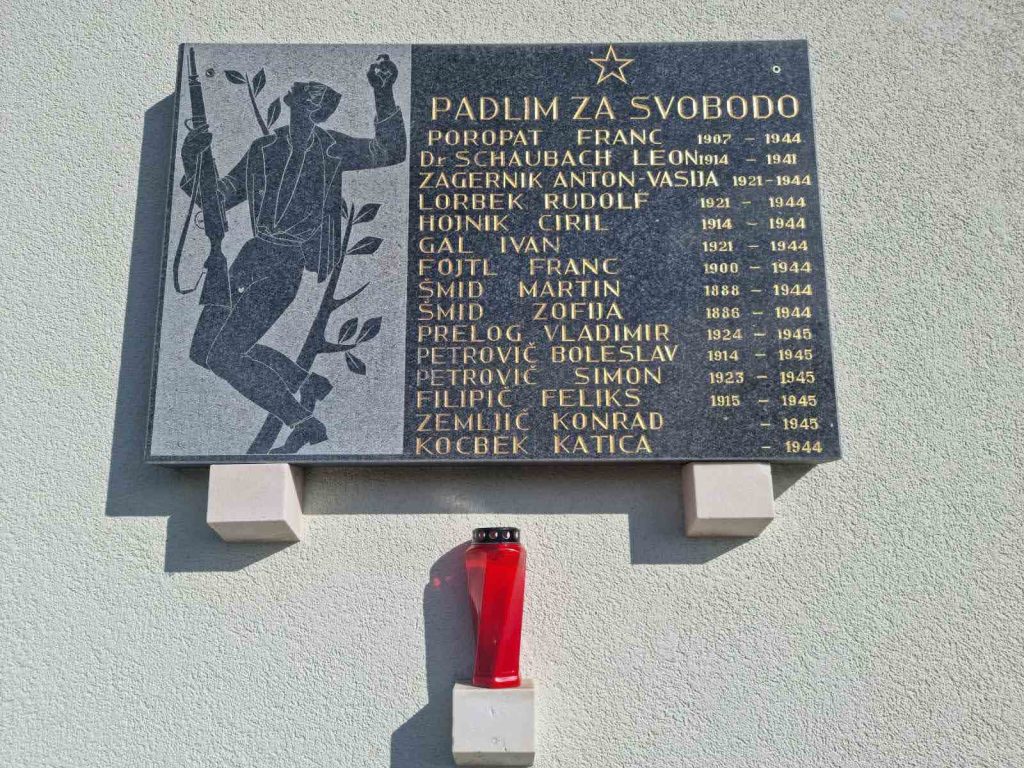 PADLIM ZA SVOBODO
POROPAT FRANC 1907 - 1944
Dr SCHAUBACH LEON 1914 - 1941
ZAGERNIK ANTON-VASIJA 1921-1944
LORBEK RUDOLF 1921 - 1944
HOJNIK CIRIL 1914 - 1944
GAL IVAN 1921 - 1944
FOJTL FRANC 1900 - 1944
ŠMID MARTIN 1888 - 1944
ŠMID ZOFIJA 1886 - 1944
PRELOG VLADIMIR 1924 - 1945
PETROVIČ BOLESLAV 1914 - 1945
PETROVIČ SIMON 1923 - 1945
FILIPIČ FELIKS 1915 - 1945
ZEMLJIČ KONRAD - 1945
KOCBEK KATICA - 1944